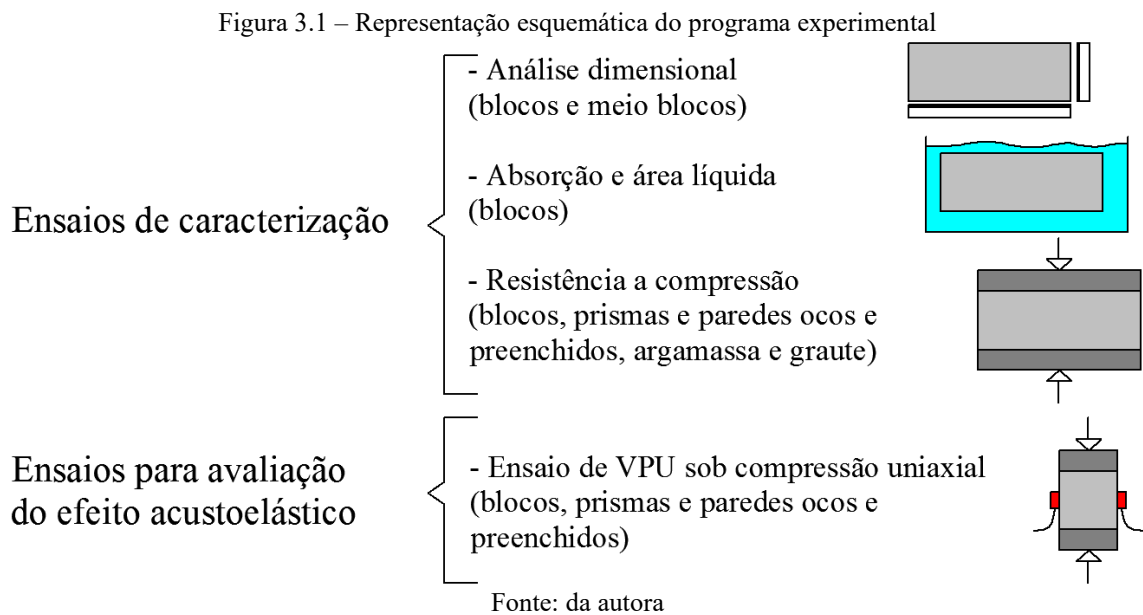 Figura 3.1 – Representação esquemática do programa experimental
Ensaios de caracterização
- Análise dimensional
(blocos e meio blocos)
- Absorção e área líquida
(blocos)
- Resistência a compressão
(blocos, prismas e paredes ocos e
preenchidos, argamassa e graute)
Ensaios para avaliação
do efeito acustoelástico
- Ensaio de VPU sob compressão uniaxial
(blocos, prismas e paredes ocos e
preenchidos)
Fonte: da autora